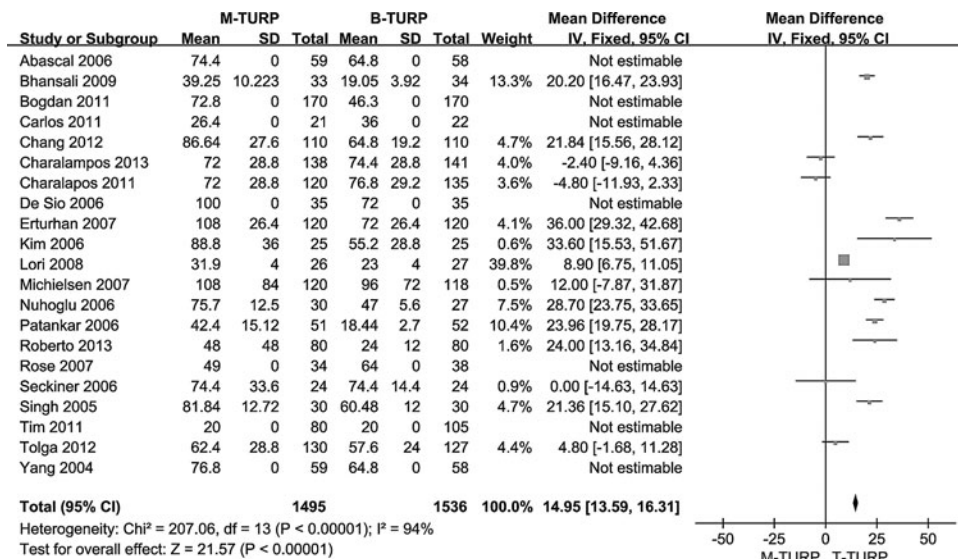 M-TURP B-TURP Mean Difference Mean Difference
Study or Subgroup Mean SD Total Mean SD Total Weight IV, Fixed, 95% CI IV, Fixed, 95% CI
Abascal 2006 74.4 0 59 64.8 0 58 Not estimable
Bhansali 2009 39.25 10.223 33 19.05 3.92 34 13.3% 20.20 [16.47, 23.93]
Bogdan 2011 72.8 0 170 46.3 0 170 Not estimable
Carlos 2011 26.4 0 21 36 0 22 Not estimable
Chang 2012 86.64 27.6 110 64.8 19.2 110 4.7% 21.84 [15.56, 28.12]
Charalampos 2013 72 28.8 138 74.4 28.8 141 4.0% -2.40 [-9.16, 4.36]
Charalapos 2011 72 28.8 120 76.8 29.2 135 3.6% -4.80 [-11.93, 2.33]
De Sio 2006 100 0 35 72 0 35 Not estimable
Erturhan 2007 108 26.4 120 72 26.4 120 4.1% 36.00 [29.32, 42.68]
Kim 2006 88.8 36 25 55.2 28.8 25 0.6% 33.60 [15.53, 51.67]
Lori 2008 31.9 4 26 23 4 27 39.8% 8.90 [6.75, 11.05]
Michielsen 2007 108 84 120 96 72 118 0.5% 12.00 [-7.87, 31.87]
Nuhoglu 2006 75.7 12.5 30 47 5.6 27 7.5% 28.70 [23.75, 33.65]
Patankar 2006 42.4 15.12 51 18.44 2.7 52 10.4% 23.96 [19.75, 28.17]
Roberto 2013 48 48 80 24 12 80 1.6% 24.00 [13.16, 34.84]
Rose 2007 49 0 34 64 0 38 Not estimable
Seckiner 2006 74.4 33.6 24 74.4 14.4 24 0.9% 0.00 [-14.63, 14.63]
Singh 2005 81.84 12.72 30 60.48 12 30 4.7% 21.36 [15.10, 27.62]
Tim 2011 20 0 80 20 0 105 Not estimable
Tolga 2012 62.4 28.8 130 57.6 24 127 4.4% 4.80 [-1.68, 11.28]
Yang 2004 76.8 0 59 64.8 0 58 Not estimable
Total (95% CI) 1495 1536 100.0% 14.95 [13.59, 16.31]
Heterogeneity: Chi² = 207.06, df = 13 (P < 0.00001); I² = 94%
Test for overall effect: Z = 21.57 (P < 0.00001)
-50 -25 0 25 50
M-TURP T-TURP